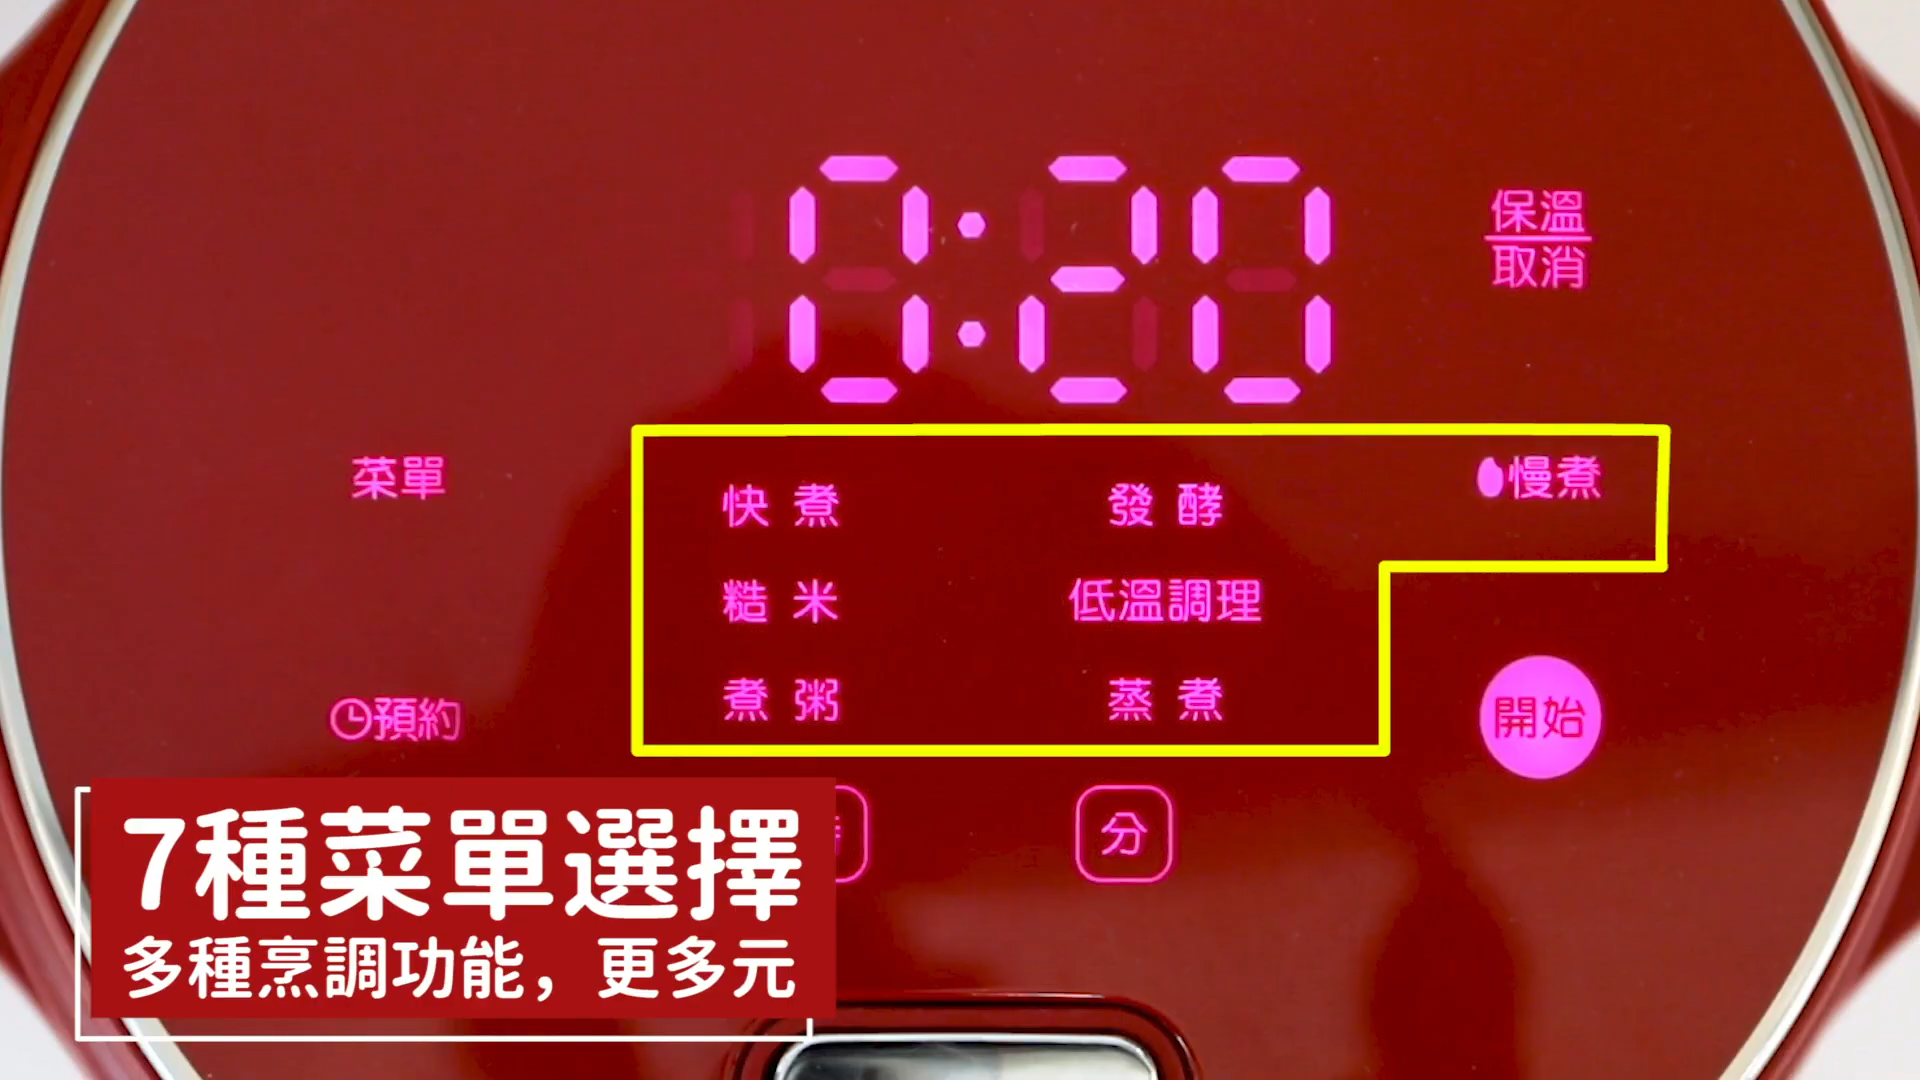 0:20
保溫
取消
菜單
快煮
發酵
慢煮
糙米
低溫調理
煮粥
蒸煮
預約
開始
分
7種菜單選擇
多種烹調功能，更多元